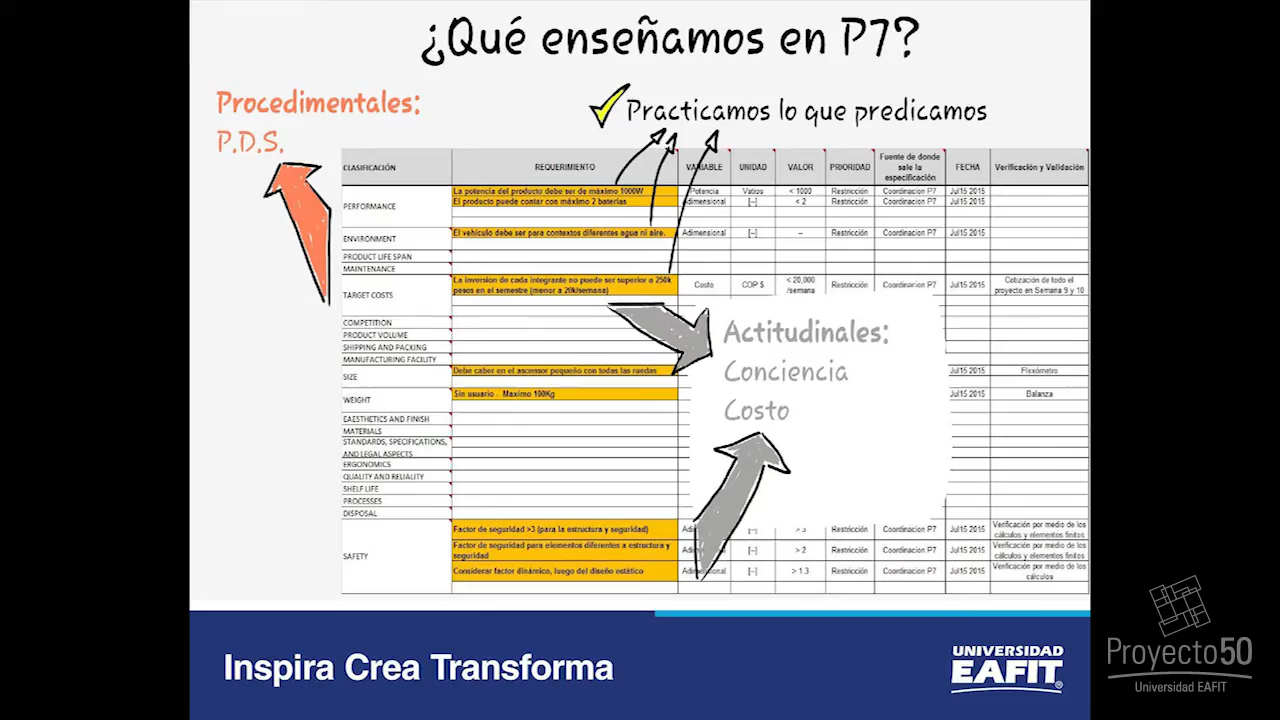 ¿Qué enseñamos en P7?
Procedimentales:
P.D.S.
Practicamos lo que predicamos
CLASIFICACIÓN REQUERIMIENTO VARIABLE UNIDAD VALOR PRIORIDAD Fuente de donde sale la especificación FECHA Verificación y Validación
PERFORMANCE
La potencia del producto debe ser de máximo 1000W Potencia Vatios < 1000 Restricción Coordinacion P7 Jul15 2015
El producto puede contar con máximo 2 baterías Adimensional [--] < 2 Restricción Coordinacion P7 Jul15 2015
ENVIRONMENT El vehículo debe ser para contextos diferentes agua ni aire. Adimensional [--] -- Restricción Coordinacion P7 Jul15 2015
PRODUCT LIFE SPAN
MAINTENANCE
TARGET COSTS
La inversion de cada integrante no puede ser superior a 250k
pesos en el semestre (menor a 20k/semana)
Costo COP $ < 20,000 /semana Restricción Coordinacion P7 Jul15 2015
Cotización de todo el
proyecto en Semana 9 y 10
COMPETITION
PRODUCT VOLUME
SHIPPING AND PACKING
MANUFACTURING FACILITY
SIZE Debe caber en el ascensor pequeño con todas las ruedas Jul15 2015 Flexómetro
WEIGHT Sin usuario - Maximo 100Kg Jul15 2015 Balanza
EAESTHETICS AND FINISH
MATERIALS
STANDARDS, SPECIFICATIONS,
AND LEGAL ASPECTS
ERGONOMICS
QUALITY AND RELIALITY
SHELF LIFE
PROCESSES
DISPOSAL
Actitudinales:
Conciencia
Costo
SAFETY
Factor de seguridad >3 (para la estructura y seguridad) [--] > 3 Restricción Coordinacion P7 Jul15 2015
Verificación por medio de los
cálculos y elementos finitos
Factor de seguridad para elementos diferentes a estructura y
seguridad
[--] > 2 Restricción Coordinacion P7 Jul15 2015
Verificación por medio de los
cálculos y elementos finitos
Considerar factor dinámico, luego del diseño estático [--] > 1.3 Restricción Coordinacion P7 Jul15 2015
Verificación por medio de los
cálculos
Inspira Crea Transforma
UNIVERSIDAD
EAFIT®
Proyecto50
Universidad EAFIT